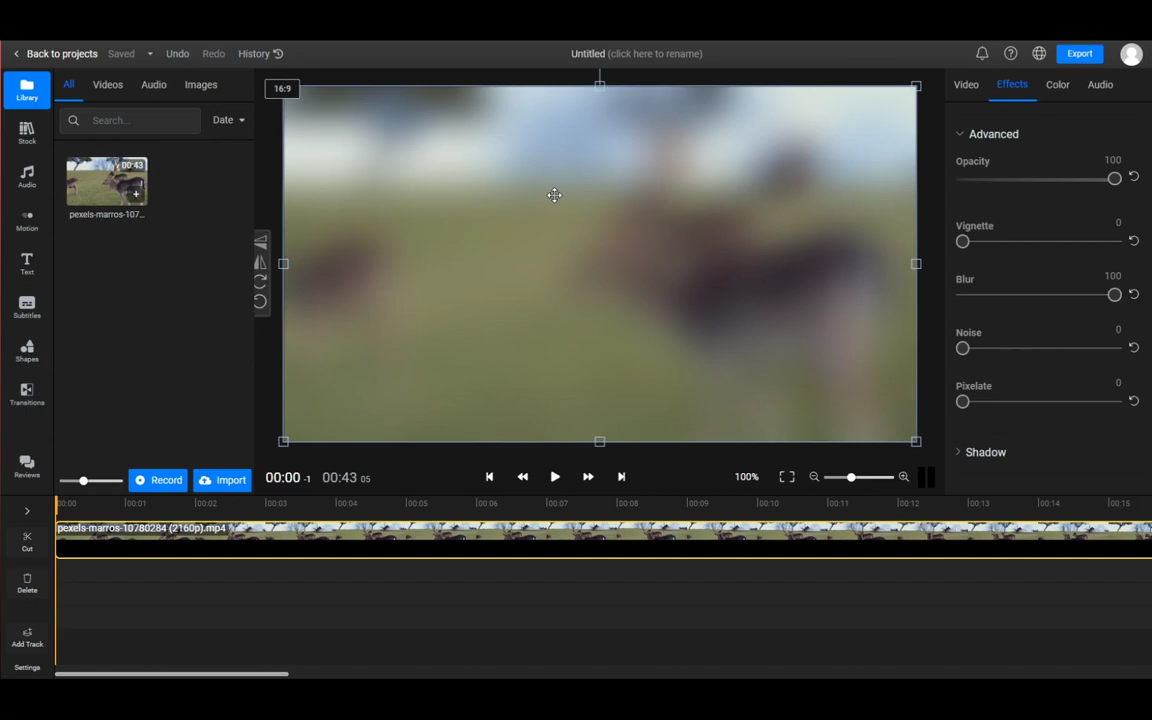 Back to projects Saved Undo Redo History Untitled (click here to rename) Export
Library
Stock
Audio
Motion
Text
Subtitles
Shapes
Transitions
Reviews
All Videos Audio Images
Search... Date
00:43
pexels-marros-107...
Record Import
16:9
00:00 -1 00:43 05
100%
Video Effects Color Audio
Advanced
Opacity 100
Vignette 0
Blur 100
Noise 0
Pixelate 0
Shadow
00:00 00:01 00:02 00:03 00:04 00:05 00:06 00:07 00:08 00:09 00:10 00:11 00:12 00:13 00:14 00:15
pexels-marros-10780284 (2160p).mp4
Cut
Delete
Add Track
Settings